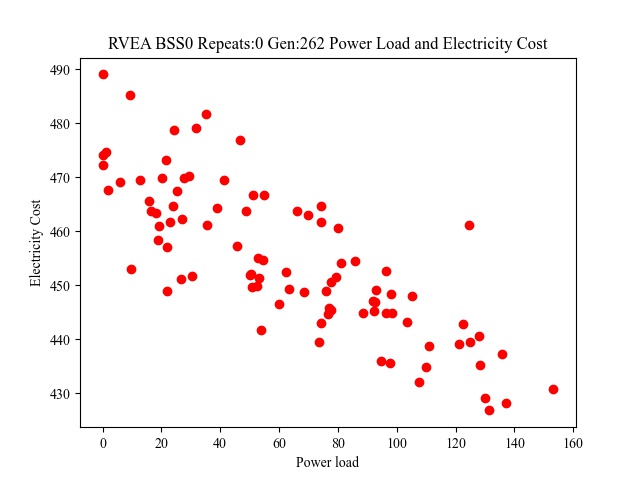 RVEA BSS0 Repeats:0 Gen:262 Power Load and Electricity Cost
490
480
470
460
450
440
430
Electricity Cost
0 20 40 60 80 100 120 140 160
Power load